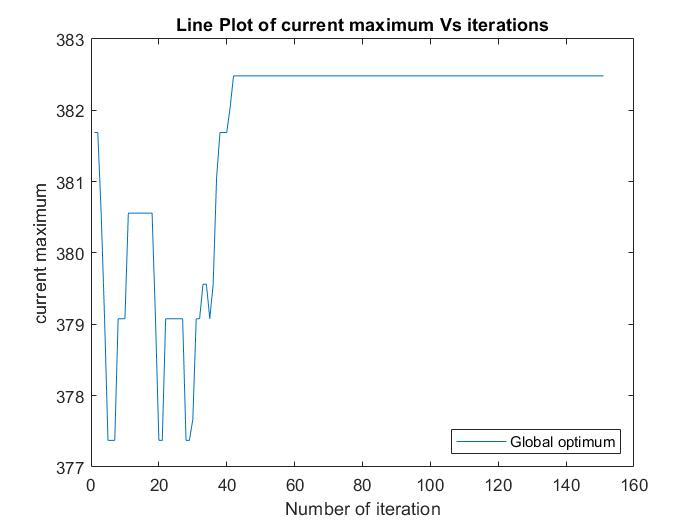 Line Plot of current maximum Vs iterations
383
382
381
380
379
378
377
current maximum
0 20 40 60 80 100 120 140 160
Number of iteration
Global optimum